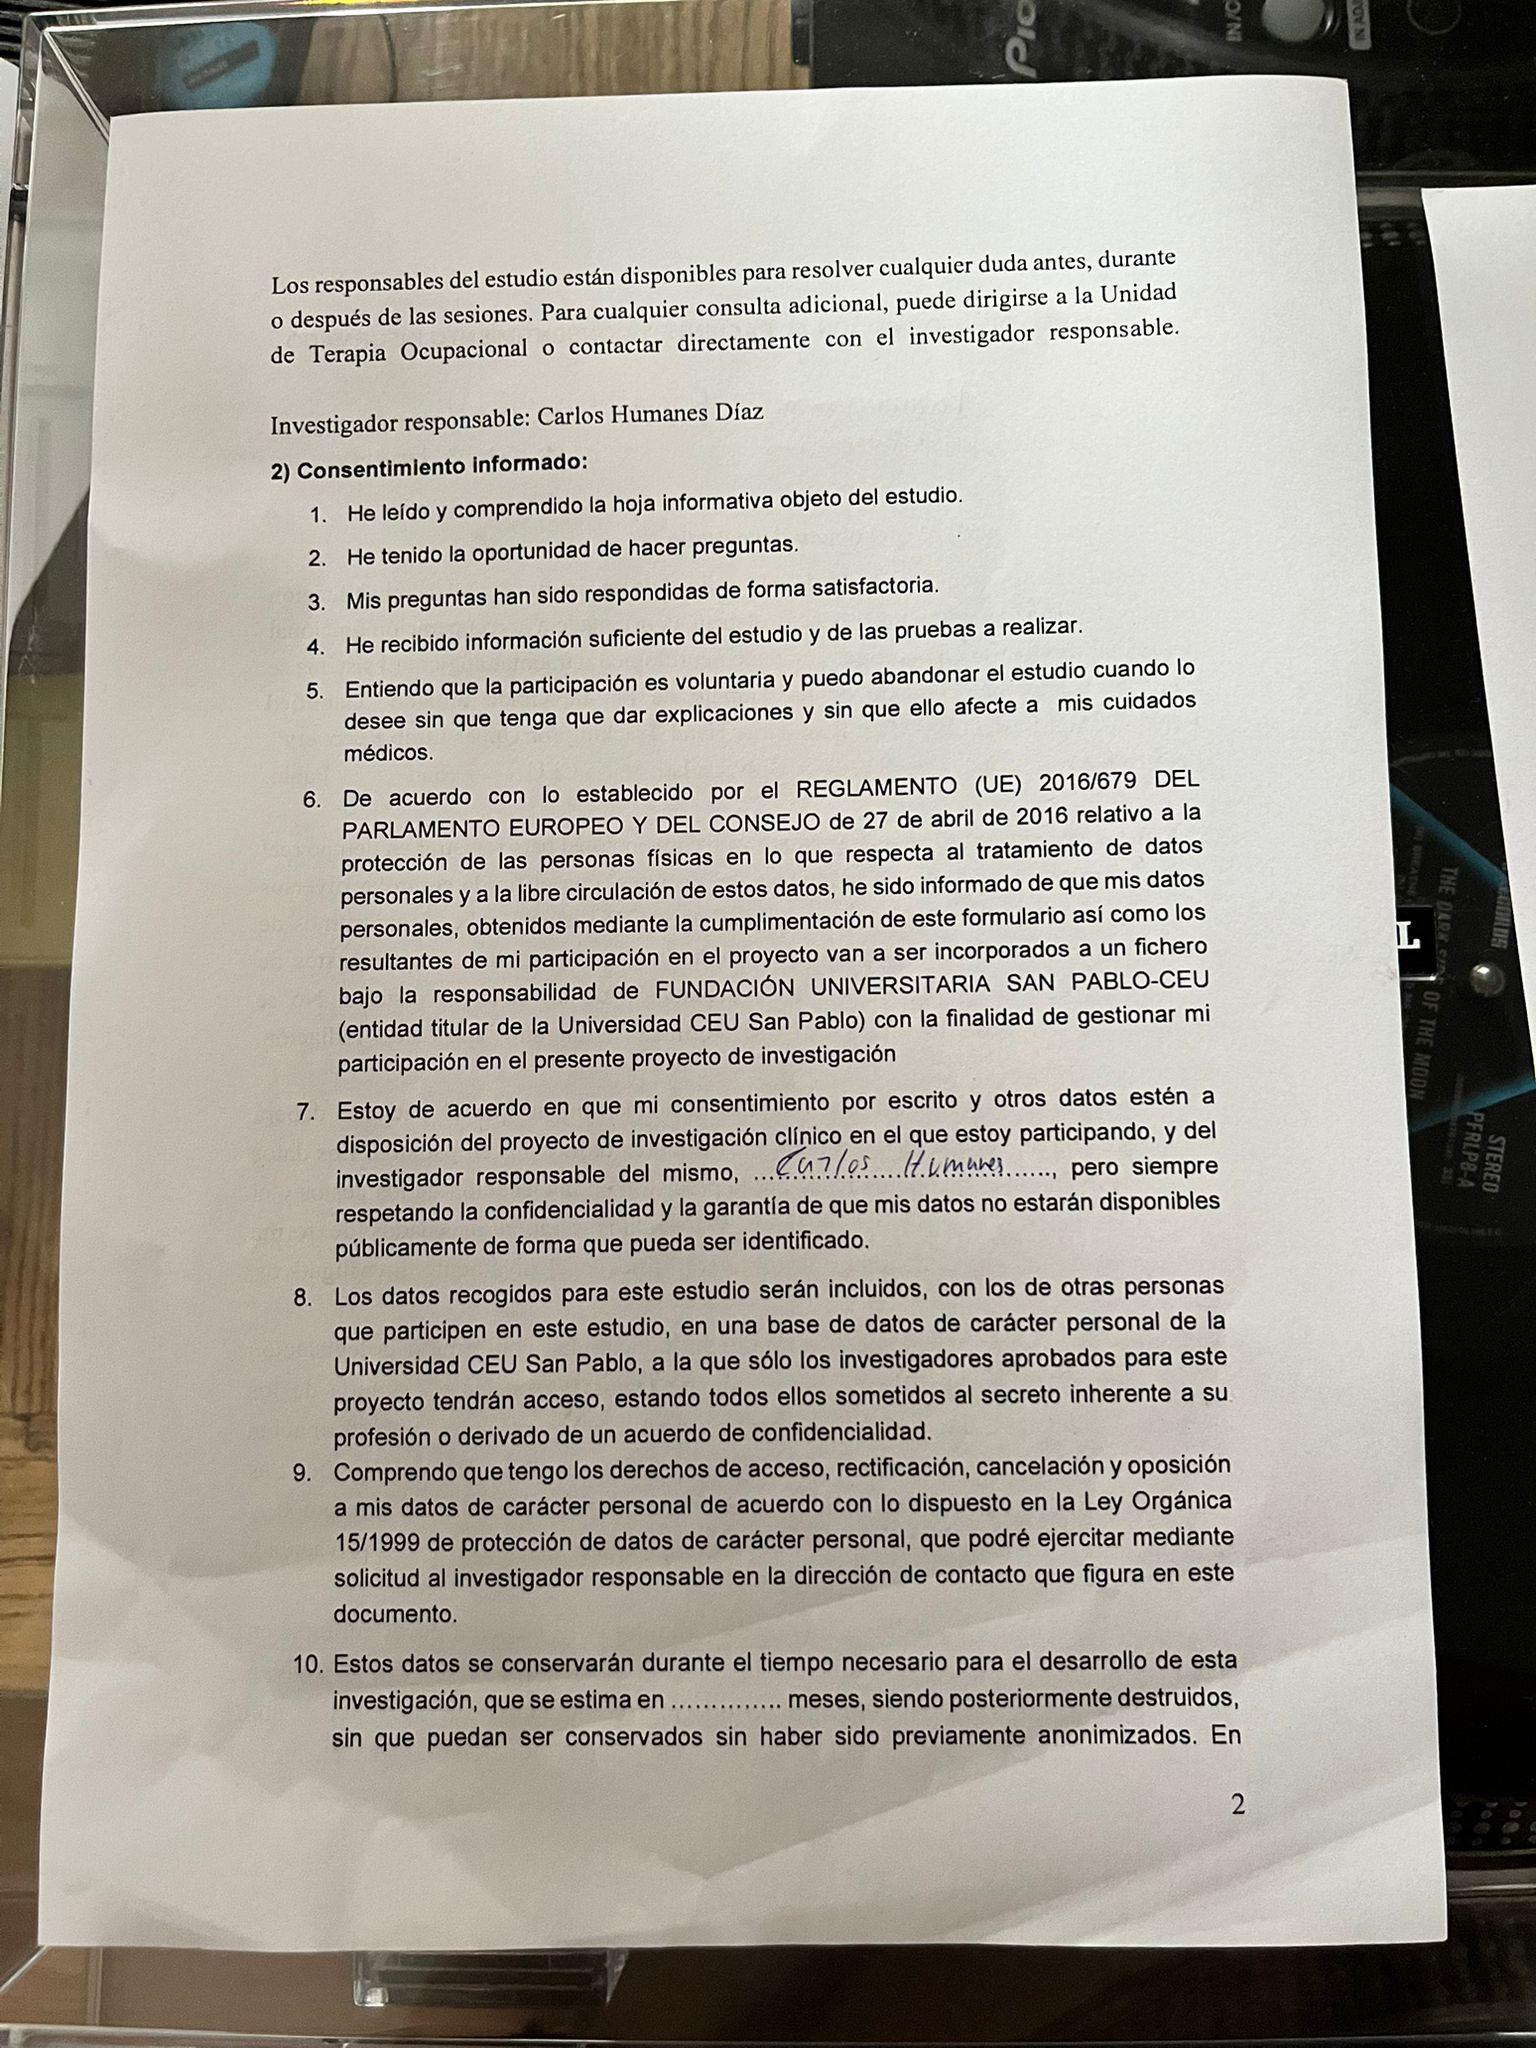 Pio
IN/O
IN ADJ
Los responsables del estudio están disponibles para resolver cualquier duda antes, durante
o después de las sesiones. Para cualquier consulta adicional, puede dirigirse a la Unidad
de Terapia Ocupacional o contactar directamente con el investigador responsable.
Investigador responsable: Carlos Humanes Díaz
2) Consentimiento informado:
1. He leído y comprendido la hoja informativa objeto del estudio.
2. He tenido la oportunidad de hacer preguntas.
3. Mis preguntas han sido respondidas de forma satisfactoria.
4. He recibido información suficiente del estudio y de las pruebas a realizar.
5. Entiendo que la participación es voluntaria y puedo abandonar el estudio cuando lo
desee sin que tenga que dar explicaciones y sin que ello afecte a mis cuidados
médicos.
6. De acuerdo con lo establecido por el REGLAMENTO (UE) 2016/679 DEL
PARLAMENTO EUROPEO Y DEL CONSEJO de 27 de abril de 2016 relativo a la
protección de las personas físicas en lo que respecta al tratamiento de datos
personales y a la libre circulación de estos datos, he sido informado de que mis datos
personales, obtenidos mediante la cumplimentación de este formulario así como los
resultantes de mi participación en el proyecto van a ser incorporados a un fichero
bajo la responsabilidad de FUNDACIÓN UNIVERSITARIA SAN PABLO-CEU
(entidad titular de la Universidad CEU San Pablo) con la finalidad de gestionar mi
participación en el presente proyecto de investigación
7. Estoy de acuerdo en que mi consentimiento por escrito y otros datos estén a
disposición del proyecto de investigación clínico en el que estoy participando, y del
investigador responsable del mismo, ...Carlos Humanes......, pero siempre
respetando la confidencialidad y la garantía de que mis datos no estarán disponibles
públicamente de forma que pueda ser identificado.
8. Los datos recogidos para este estudio serán incluidos, con los de otras personas
que participen en este estudio, en una base de datos de carácter personal de la
Universidad CEU San Pablo, a la que sólo los investigadores aprobados para este
proyecto tendrán acceso, estando todos ellos sometidos al secreto inherente a su
profesión o derivado de un acuerdo de confidencialidad.
9. Comprendo que tengo los derechos de acceso, rectificación, cancelación y oposición
a mis datos de carácter personal de acuerdo con lo dispuesto en la Ley Orgánica
15/1999 de protección de datos de carácter personal, que podré ejercitar mediante
solicitud al investigador responsable en la dirección de contacto que figura en este
documento.
10. Estos datos se conservarán durante el tiempo necesario para el desarrollo de esta
investigación, que se estima en .............. meses, siendo posteriormente destruidos,
sin que puedan ser conservados sin haber sido previamente anonimizados. En
2
L
OF THE MOON
STEREO
PFRLP8-A